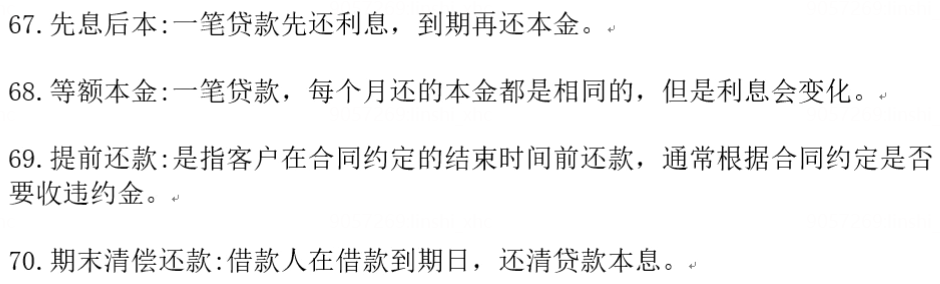 67.先息后本:一笔贷款先还利息，到期再还本金。
68.等额本金:一笔贷款，每个月还的本金都是相同的，但是利息会变化。
69.提前还款:是指客户在合同约定的结束时间前还款，通常根据合同约定是否
要收违约金。
70.期末清偿还款:借款人在借款到期日，还清贷款本息。